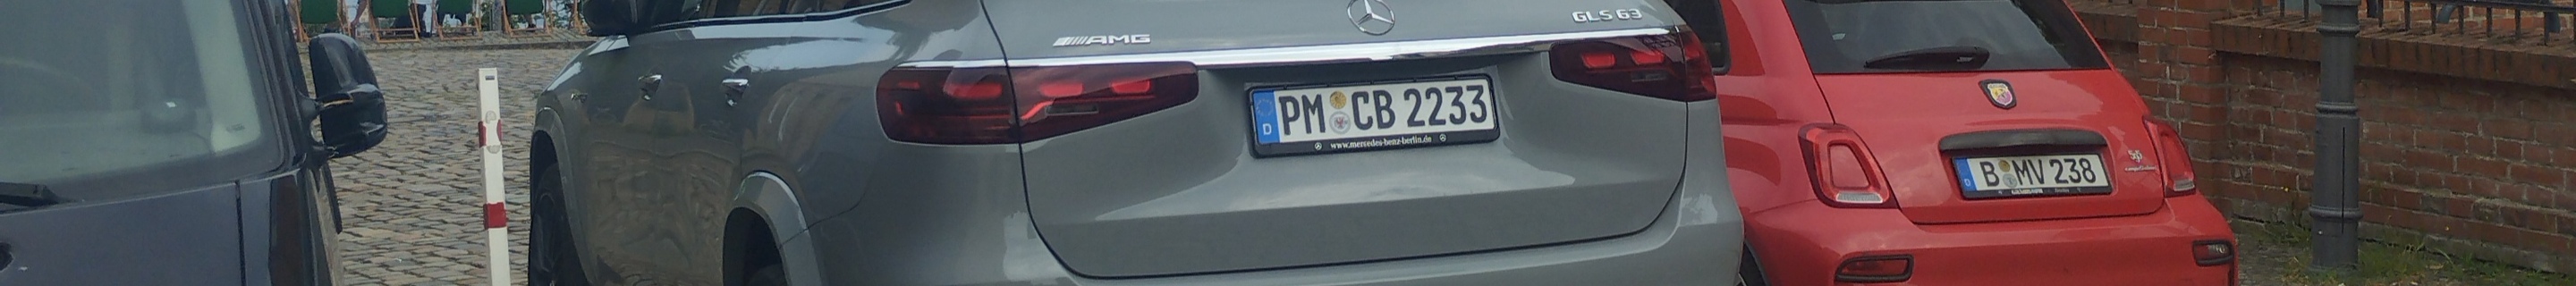 AMG
GLS 63
D
PM CB 2233
www.mercedes-benz-berlin.de
D
B MV 238